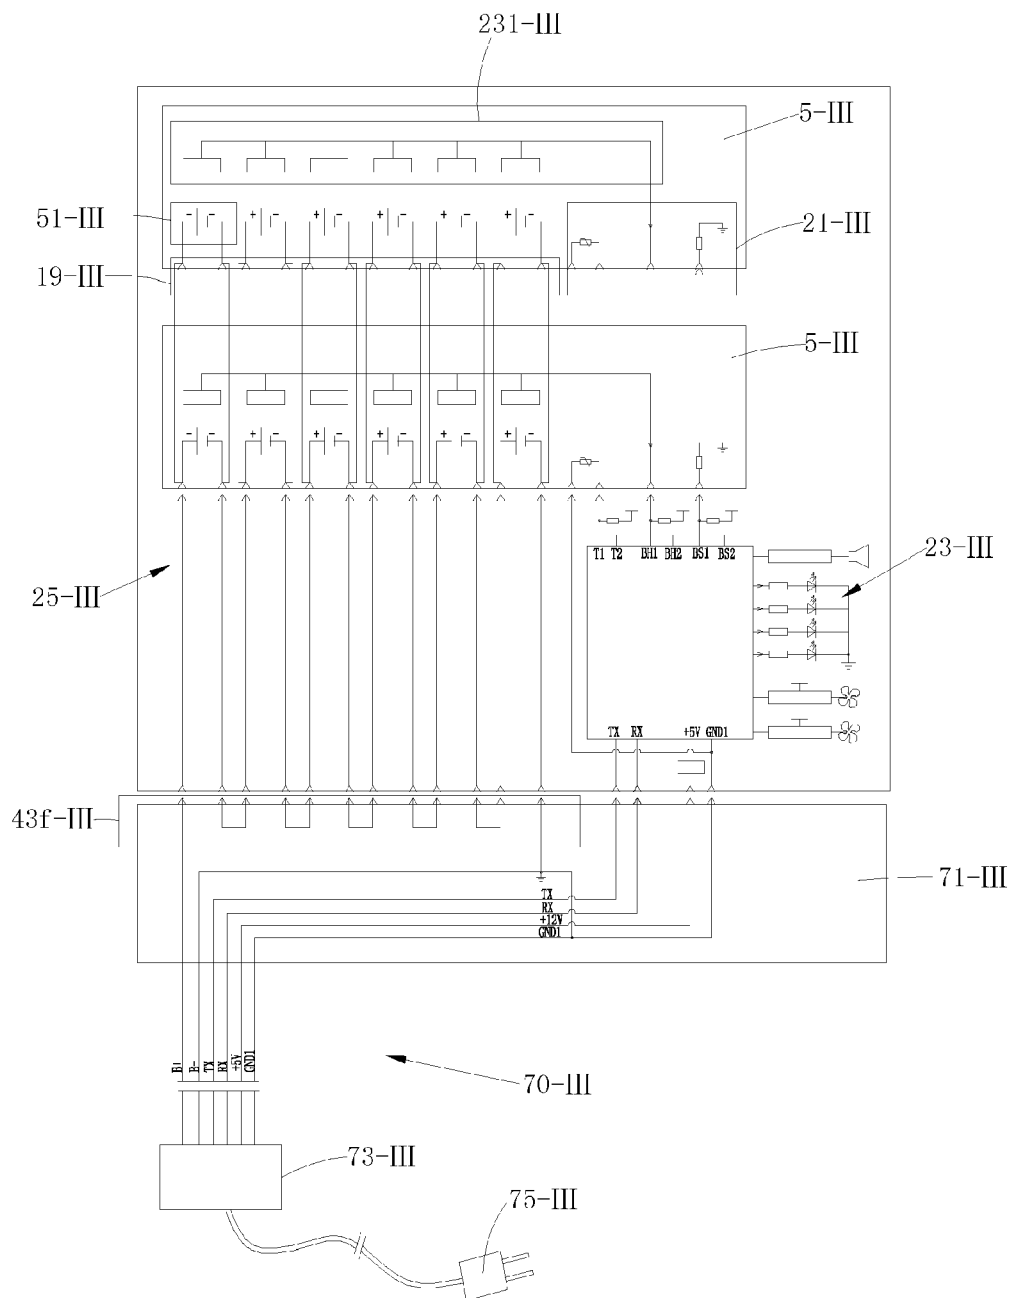 231-III
5-III
51-III
- -
+ -
+ -
+ -
+ -
+ -
21-III
19-III
5-III
- -
+ -
+ -
+ -
+ -
+
T1 T2 BH1 BH2 BS1 BS2
23-III
25-III
TX RX +5V GND1
43f-III
71-III
TX
RX
+12V
GND1
B+ B- TX RX +5V GND1
70-III
73-III
75-III